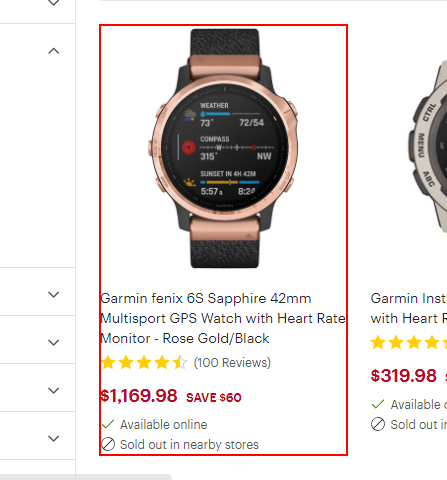 WEATHER
73° 72/54
COMPASS
W
315° NW
SUNSET IN 4H 42M
5:57a 8:24
CTRL
MENU
ABC
Garmin fenix 6S Sapphire 42mm
Multisport GPS Watch with Heart Rate
Monitor - Rose Gold/Black
(100 Reviews)
$1,169.98 SAVE $60
Available online
Sold out in nearby stores
Garmin Inst
with Heart R
$319.98
Available o
Sold out in